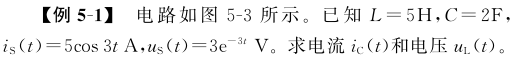 【例 5-1】 电路如图 5-3 所示。已知 L=5H,C=2F,
iS(t)=5cos 3t A,uS(t)=3e⁻³ᵗ V。求电流 iC(t)和电压 uL(t)。